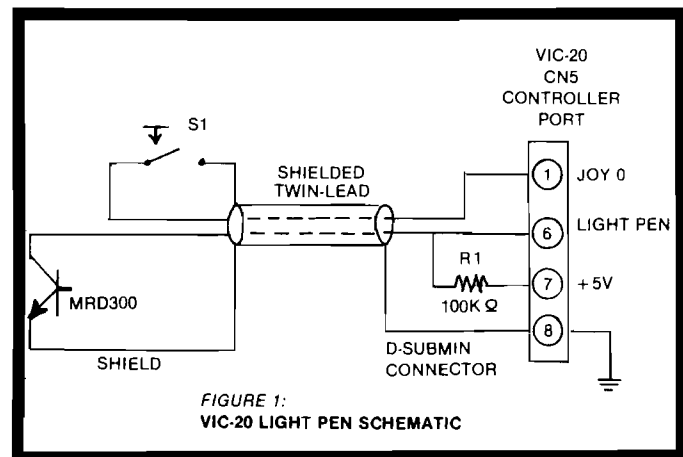 VIC-20
CN5
CONTROLLER
PORT
S1
SHIELDED
TWIN-LEAD
1 JOY 0
6 LIGHT PEN
R1
7 +5V
100K Ω
MRD300
8
SHIELD
D-SUBMIN
CONNECTOR
FIGURE 1:
VIC-20 LIGHT PEN SCHEMATIC